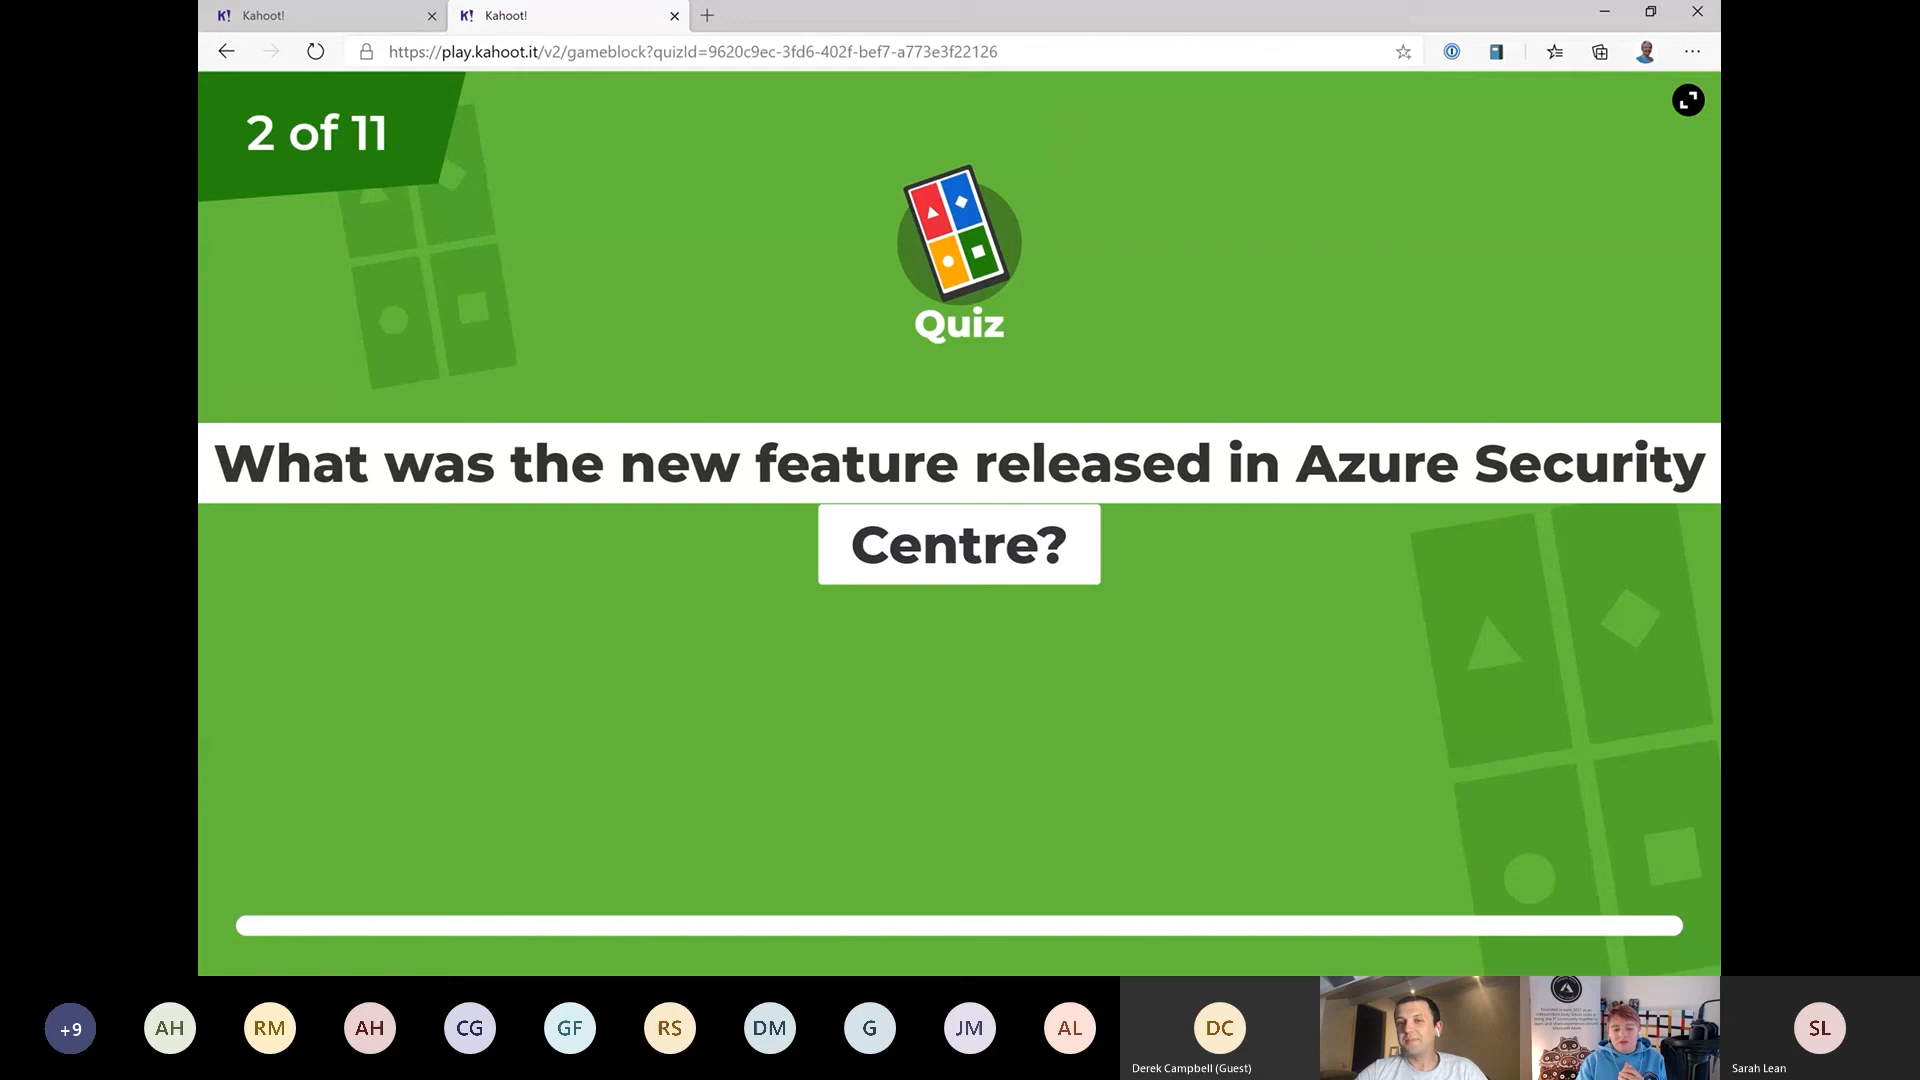 K! Kahoot!
K! Kahoot!
https://play.kahoot.it/v2/gameblock?quizId=9620c9ec-3fd6-402f-bef7-a773e3f22126
2 of 11
Quiz
What was the new feature released in Azure Security
Centre?
+9
AH
RM
AH
CG
GF
RS
DM
G
JM
AL
DC
Derek Campbell (Guest)
SL
Sarah Lean